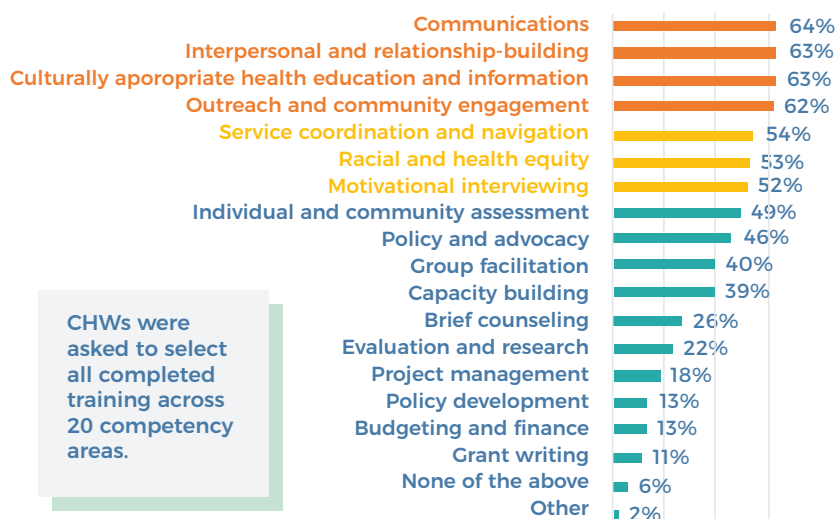 Communications 64%
Interpersonal and relationship-building 63%
Culturally aporopriate health education and information 63%
Outreach and community engagement 62%
Service coordination and navigation 54%
Racial and health equity 53%
Motivational interviewing 52%
Individual and community assessment 49%
Policy and advocacy 46%
Group facilitation 40%
Capacity building 39%
Brief counseling 26%
Evaluation and research 22%
Project management 18%
Policy development 13%
Budgeting and finance 13%
Grant writing 11%
None of the above 6%
Other 2%
CHWs were
asked to select
all completed
training across
20 competency
areas.